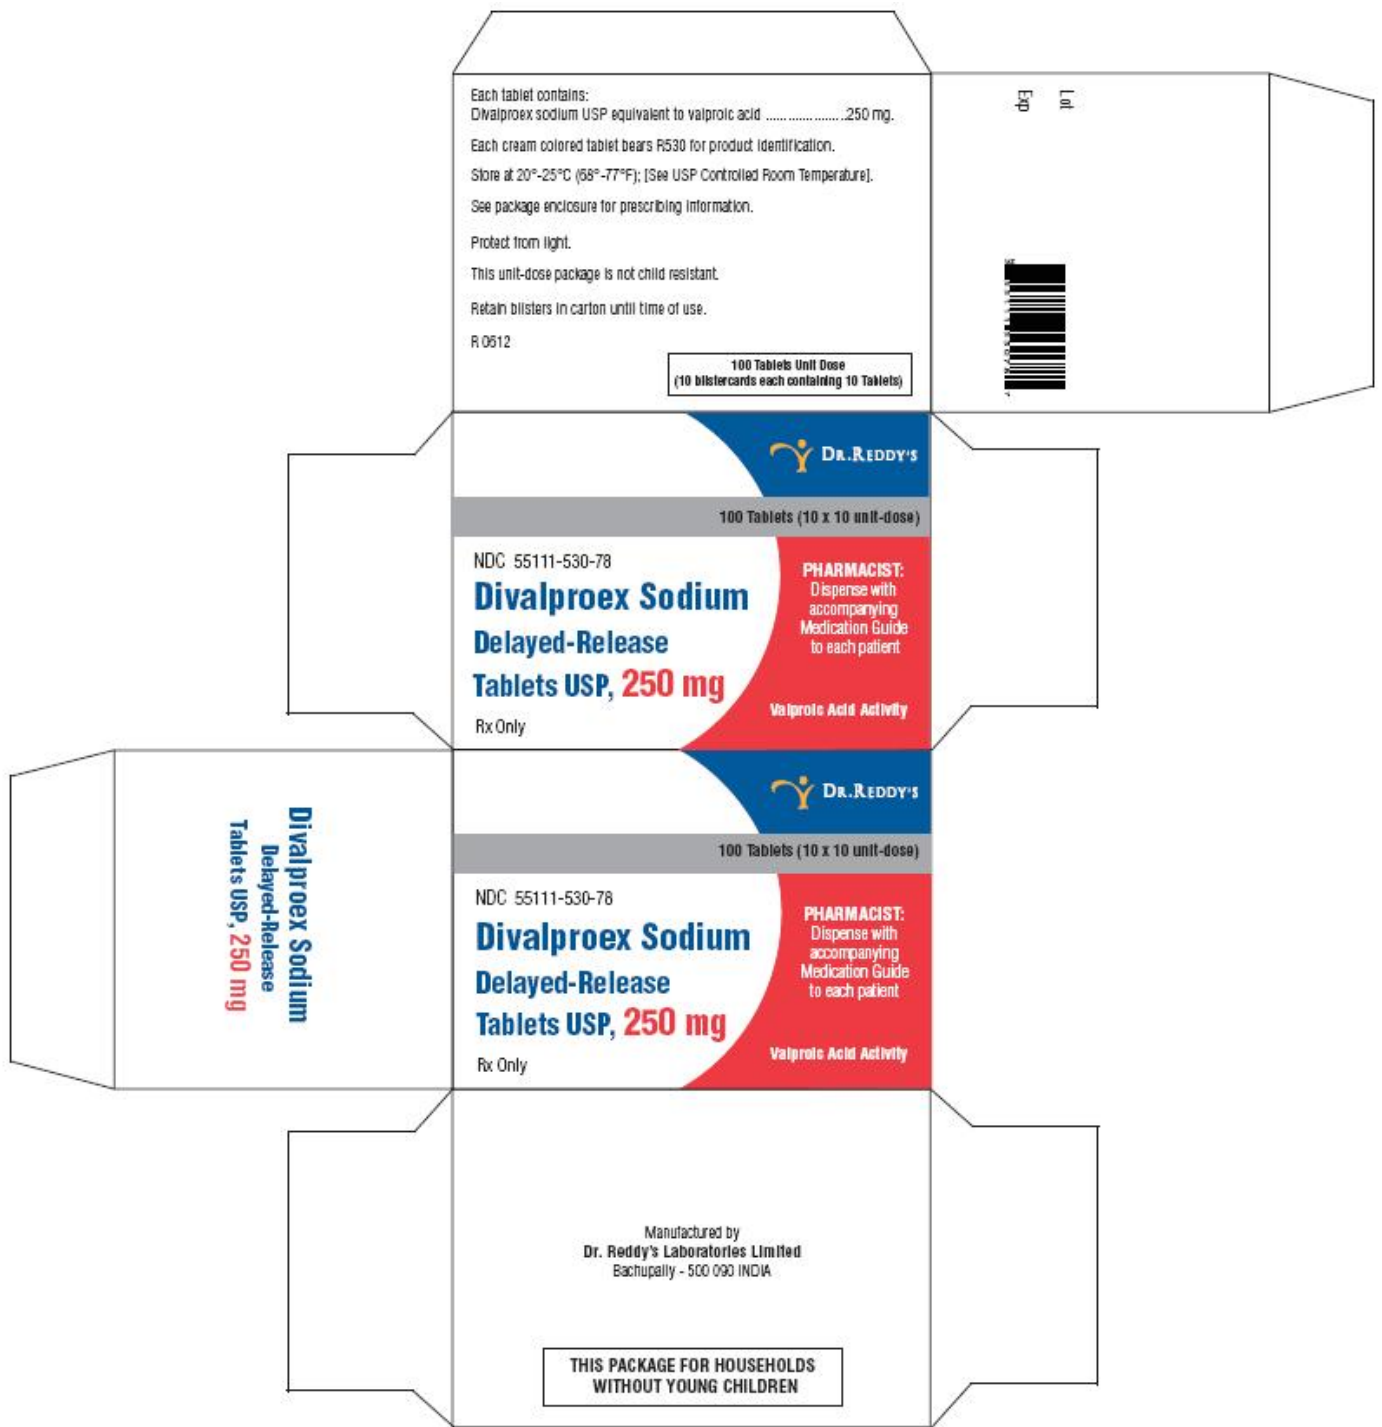 Each tablet contains:
Divalproex sodium USP equivalent to valproic acid ......................250 mg.
Each cream colored tablet bears R530 for product identification.
Store at 20°-25°C (68°-77°F); [See USP Controlled Room Temperature].
See package enclosure for prescribing information.
Protect from light.
This unit-dose package is not child resistant.
Retain blisters in carton until time of use.
R 0612
100 Tablets Unit Dose
(10 blistercards each containing 10 Tablets)
Lot
Exp
DR.REDDY'S
100 Tablets (10 x 10 unit-dose)
NDC 55111-530-78
Divalproex Sodium
Delayed-Release
Tablets USP, 250 mg
Rx Only
PHARMACIST:
Dispense with
accompanying
Medication Guide
to each patient
Valproic Acid Activity
Divalproex Sodium
Delayed-Release
Tablets USP, 250 mg
DR.REDDY'S
100 Tablets (10 x 10 unit-dose)
NDC 55111-530-78
Divalproex Sodium
Delayed-Release
Tablets USP, 250 mg
Rx Only
PHARMACIST:
Dispense with
accompanying
Medication Guide
to each patient
Valproic Acid Activity
Manufactured by
Dr. Reddy's Laboratories Limited
Bachupally - 500 090 INDIA
THIS PACKAGE FOR HOUSEHOLDS
WITHOUT YOUNG CHILDREN